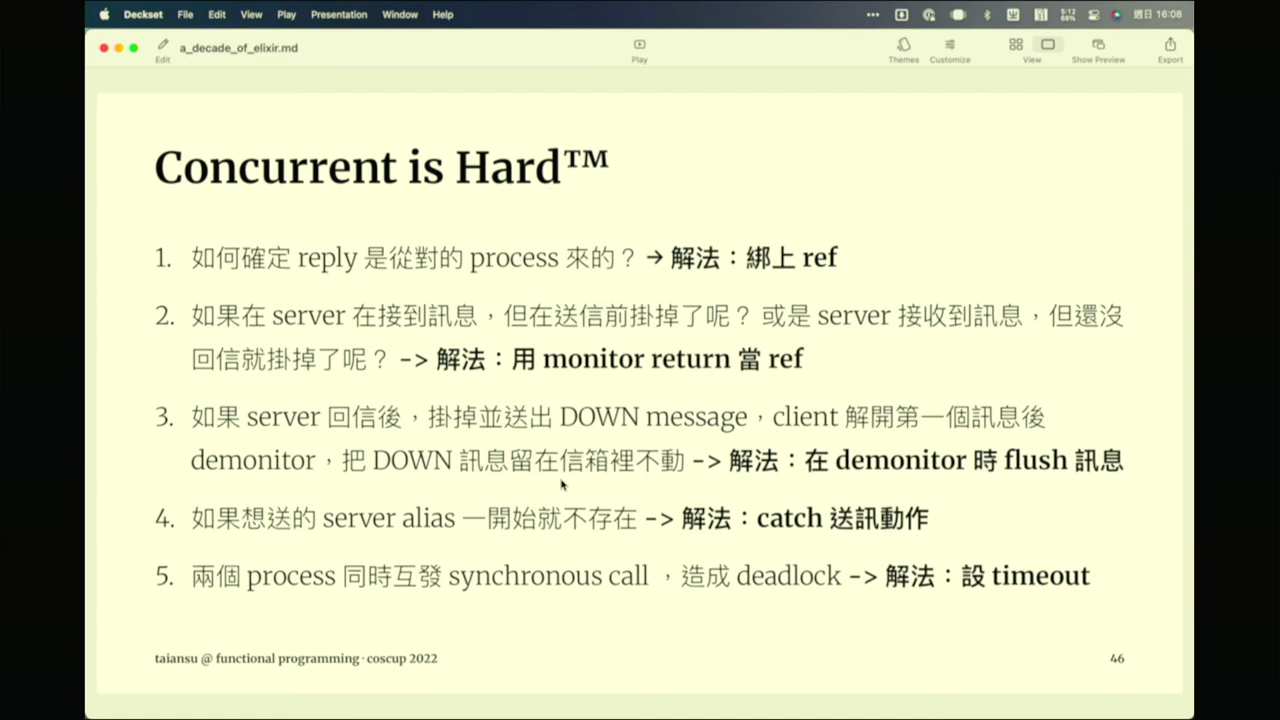 Deckset File Edit View Play Presentation Window Help
週日 16:08
a_decade_of_elixir.md
Edit
Play
Themes
Customize
View
Show Preview
Export
Concurrent is Hard™
1. 如何確定 reply 是從對的 process 來的？ → 解法：綁上 ref
2. 如果在 server 在接到訊息，但在送信前掛掉了呢？ 或是 server 接收到訊息，但還沒
回信就掛掉了呢？ -> 解法：用 monitor return 當 ref
3. 如果 server 回信後，掛掉並送出 DOWN message，client 解開第一個訊息後
demonitor，把 DOWN 訊息留在信箱裡不動 -> 解法：在 demonitor 時 flush 訊息
4. 如果想送的 server alias 一開始就不存在 -> 解法：catch 送訊動作
5. 兩個 process 同時互發 synchronous call ，造成 deadlock -> 解法：設 timeout
taiansu @ functional programming · coscup 2022
46